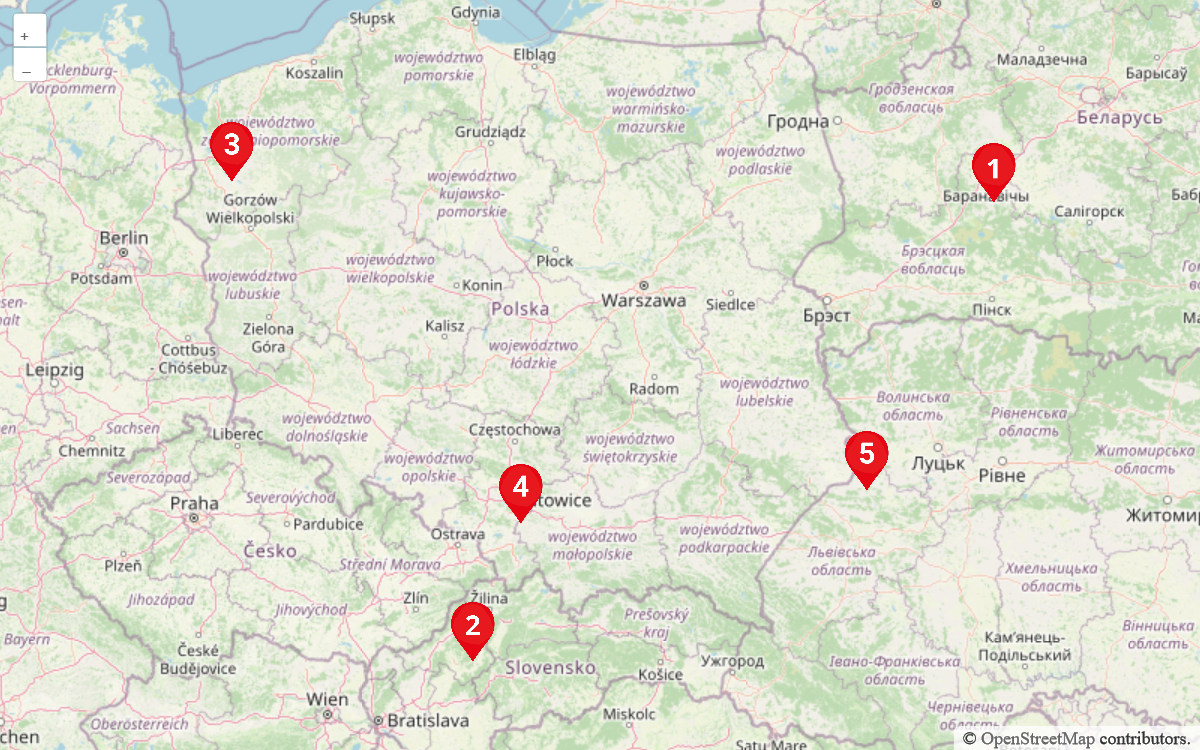 Słupsk
Gdynia
+
–
Koszalin
województwo
pomorskie
Elbląg
Маладзечна
Барысаў
cklenburg-
Vorpommern
województwo
warmińsko-
mazurskie
Гродзенская
вобласць
Беларусь
województwo
niopomorskie
Grudziądz
Гродна
3
województwo
podlaskie
1
województwo
kujawsko-
pomorskie
Баранавічы
Салігорск
Баб
Gorzów
Wielkopolski
Berlin
Potsdam
Płock
Брэсцкая
вобласць
województwo
wielkopolskie
województwo
lubuskie
Konin
Polska
Warszawa
Siedlce
Брэст
Пінск
Kalisz
Zielona
Góra
Cottbus
- Chóśebuz
województwo
łódzkie
Leipzig
Radom
województwo
lubelskie
Волинська
область
Рівненська
область
Sachsen
województwo
dolnośląskie
Częstochowa
Liberec
Chemnitz
województwo
świętokrzyskie
Житомирська
область
województwo
opolskie
5
Луцьк
Рівне
Severozápad
Severovýchod
4
towice
Praha
Pardubice
Житомир
Ostrava
województwo
małopolskie
województwo
podkarpackie
Česko
Plzeň
Střední Morava
Львівська
область
Хмельницька
область
Jihozápad
Jihovýchod
Zlín
Žilina
2
Prešovský
kraj
Bayern
Вінницька
область
České
Budějovice
Slovensko
Košice
Ужгород
Кам’янець-
Подільський
Івано-Франківська
область
Wien
Bratislava
Oberösterreich
Miskolc
Чернівецька
область
chen
Satu Mare
© OpenStreetMap contributors.